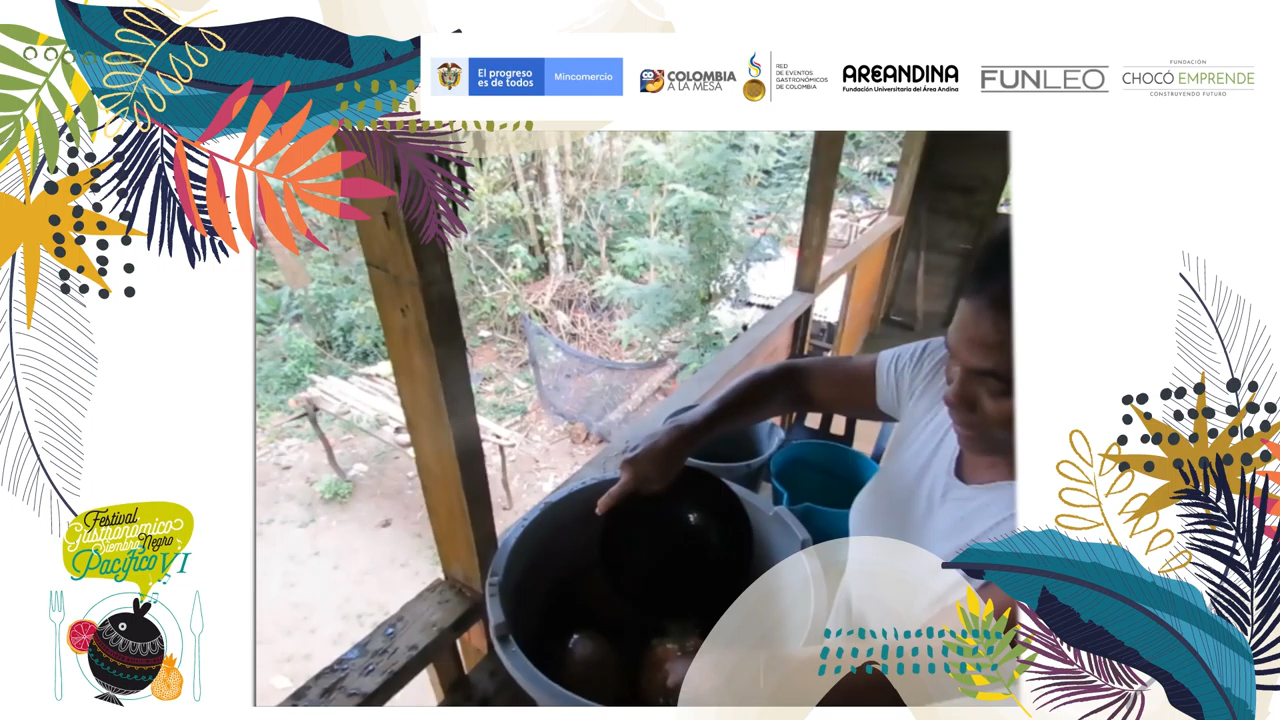 El progreso
es de todos
Mincomercio
CO
COLOMBIA
A LA MESA
RED
DE EVENTOS
GASTRONÓMICOS
DE COLOMBIA
AREANDINA
Fundación Universitaria del Área Andina
FUNLEO
FUNDACIÓN
CHOCÓ EMPRENDE
CONSTRUYENDO FUTURO
Festival
Gastronómico
Siembra Negro
Pacífico VI